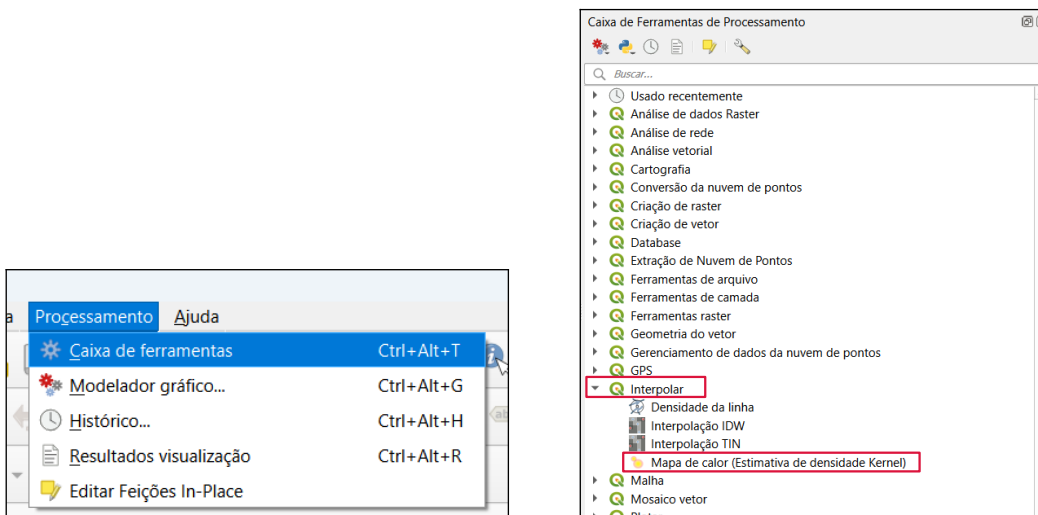 a Processamento Ajuda
Caixa de ferramentas Ctrl+Alt+T
Modelador gráfico... Ctrl+Alt+G
Histórico... Ctrl+Alt+H
Resultados visualização Ctrl+Alt+R
Editar Feições In-Place
Caixa de Ferramentas de Processamento
Buscar...
Usado recentemente
Análise de dados Raster
Análise de rede
Análise vetorial
Cartografia
Conversão da nuvem de pontos
Criação de raster
Criação de vetor
Database
Extração de Nuvem de Pontos
Ferramentas de arquivo
Ferramentas de camada
Ferramentas raster
Geometria do vetor
Gerenciamento de dados da nuvem de pontos
GPS
Interpolar
Densidade da linha
Interpolação IDW
Interpolação TIN
Mapa de calor (Estimativa de densidade Kernel)
Malha
Mosaico vetor